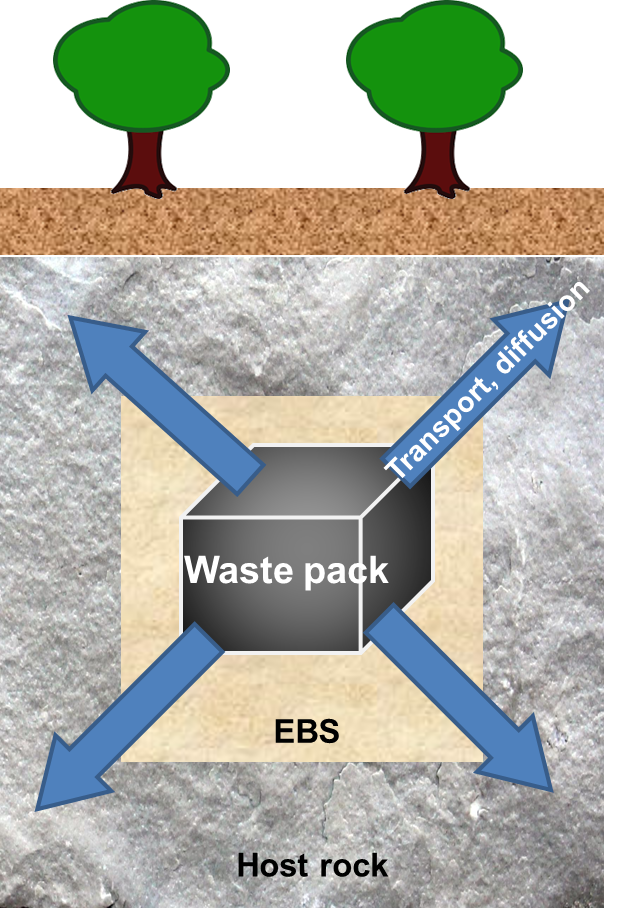 Transport, diffusion
Waste pack
EBS
Host rock